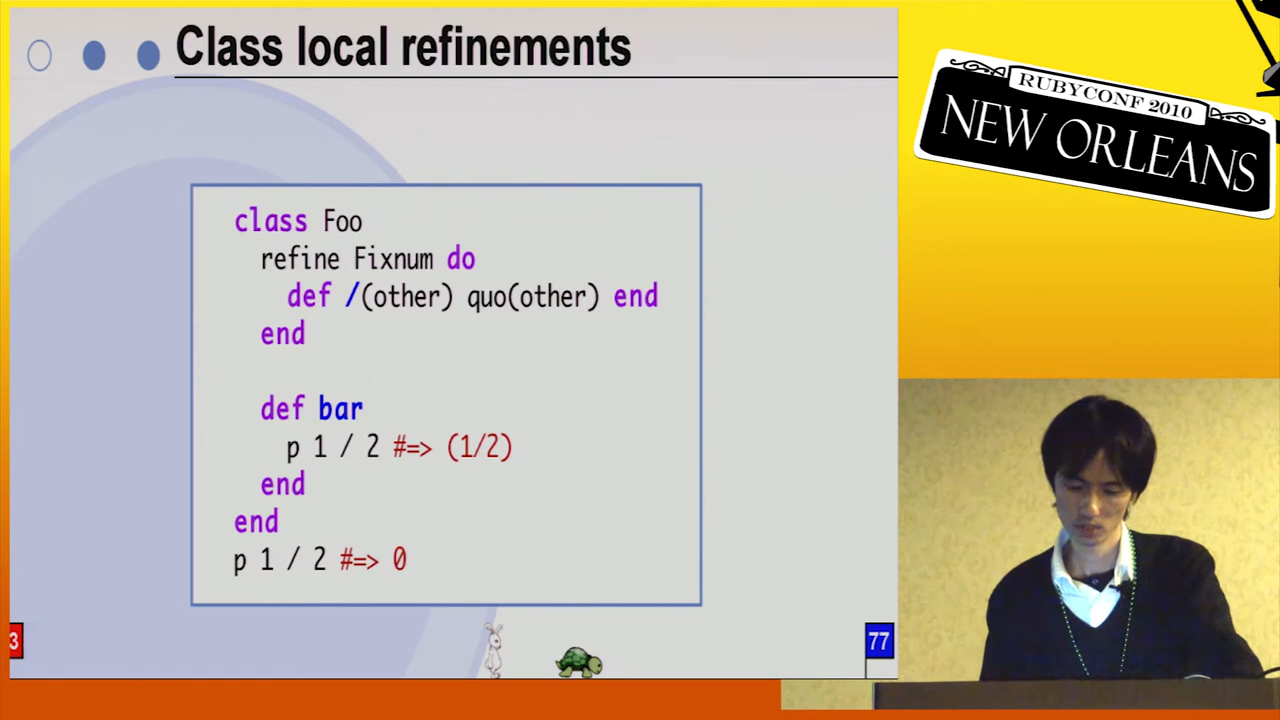 Class local refinements
class Foo
refine Fixnum do
def /(other) quo(other) end
end
def bar
p 1 / 2 #=> (1/2)
end
end
p 1 / 2 #=> 0
3
77
RUBYCONF 2010
NEW ORLEANS